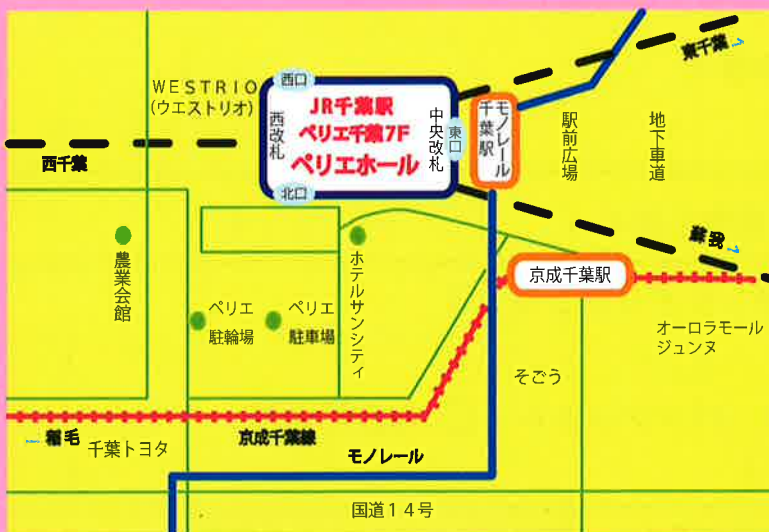 東千葉
WESTRIO
(ウエストリオ)
西口
JR千葉駅
ペリエ千葉7F
ペリエホール
西改札
中央改札
東口
北口
モノレール
千葉駅
駅前広場
地下車道
西千葉
蘇我
農業会館
ペリエ
駐輪場
ペリエ
駐車場
ホテルサンシティ
京成千葉駅
オーロラモール
ジュンヌ
そごう
稲毛
千葉トヨタ
京成千葉線
モノレール
国道14号